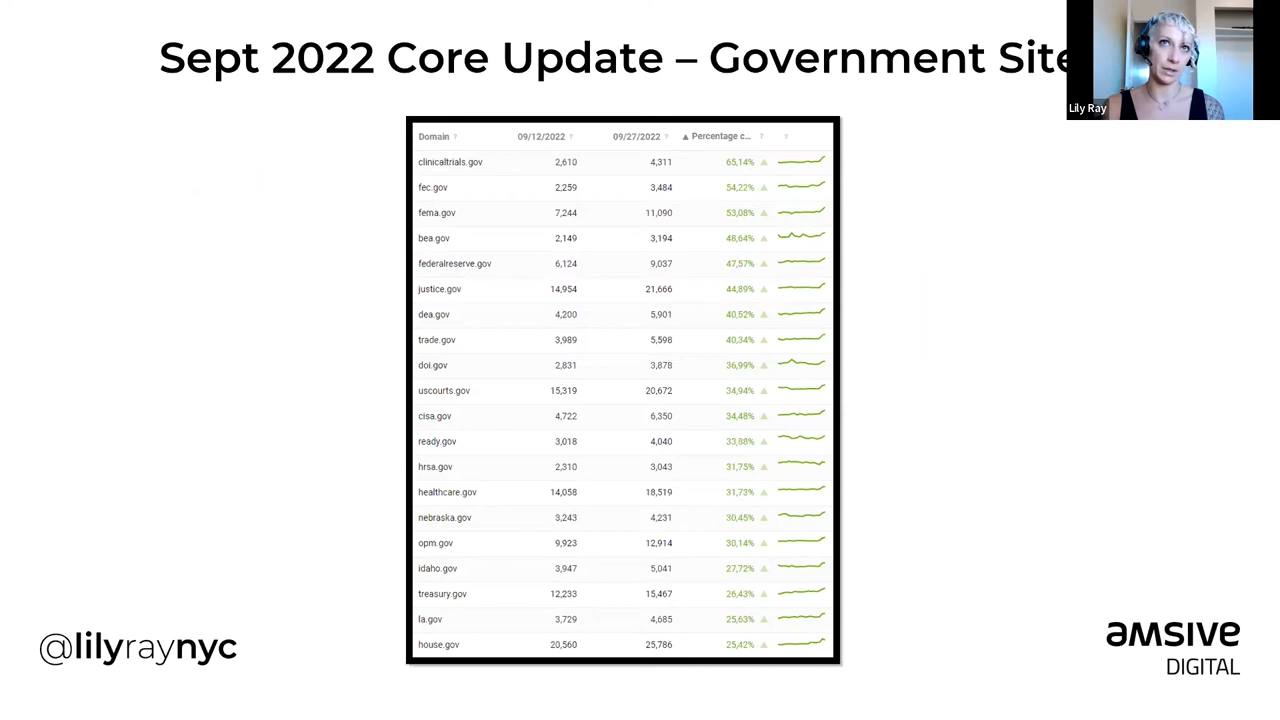 Sept 2022 Core Update – Government Site
Lily Ray
Domain ? 09/12/2022 ? 09/27/2022 ? ▲ Percentage c... ? ?
clinicaltrials.gov 2,610 4,311 65,14%
fec.gov 2,259 3,484 54,22%
fema.gov 7,244 11,090 53,08%
bea.gov 2,149 3,194 48,64%
federalreserve.gov 6,124 9,037 47,57%
justice.gov 14,954 21,666 44,89%
dea.gov 4,200 5,901 40,52%
trade.gov 3,989 5,598 40,34%
doi.gov 2,831 3,878 36,99%
uscourts.gov 15,319 20,672 34,94%
cisa.gov 4,722 6,350 34,48%
ready.gov 3,018 4,040 33,88%
hrsa.gov 2,310 3,043 31,75%
healthcare.gov 14,058 18,519 31,73%
nebraska.gov 3,243 4,231 30,45%
opm.gov 9,923 12,914 30,14%
idaho.gov 3,947 5,041 27,72%
treasury.gov 12,233 15,467 26,43%
la.gov 3,729 4,685 25,63%
house.gov 20,560 25,786 25,42%
@lilyraynyc
amsive
DIGITAL